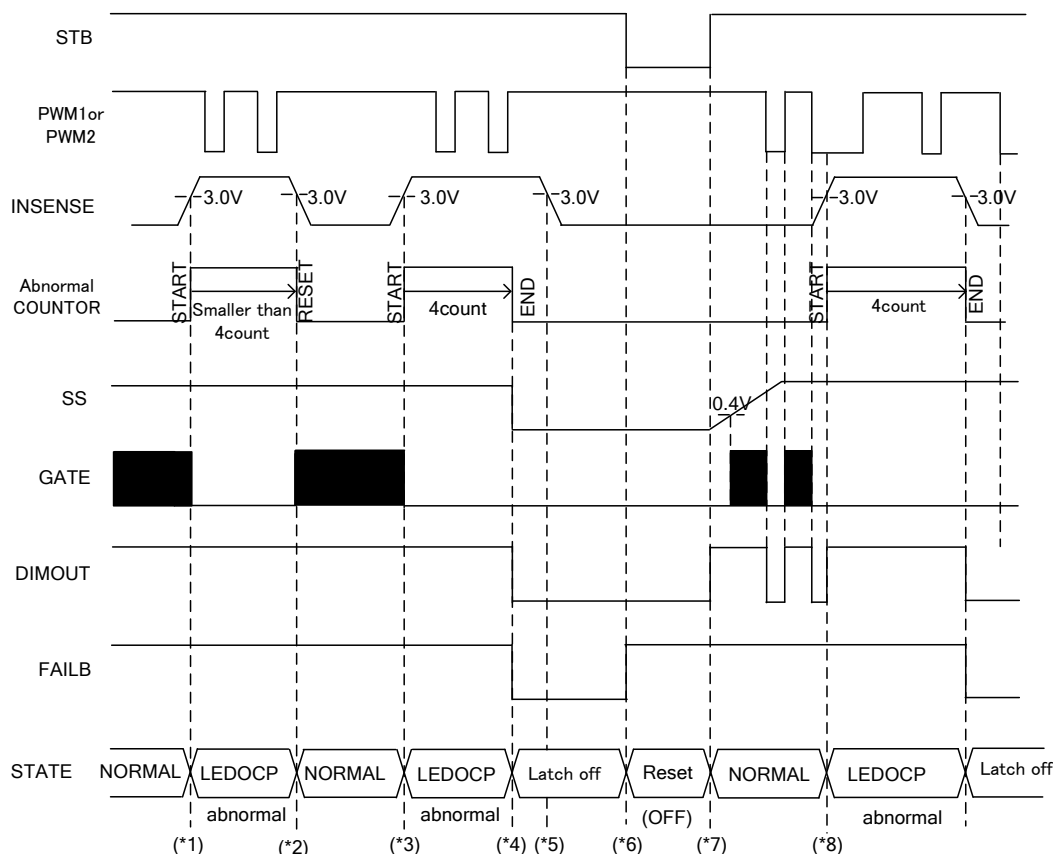 STB
PWM1or
PWM2
INSENSE
3.0V
3.0V
3.0V
3.0V
3.0V
3.0V
Abnormal
COUNTOR
START
Smaller than
4count
RESET
START
4count
END
START
4count
END
SS
0.4V
GATE
DIMOUT
FAILB
STATE
NORMAL
LEDOCP
NORMAL
LEDOCP
Latch off
Reset
NORMAL
LEDOCP
Latch off
abnormal
abnormal
(OFF)
abnormal
(*1)
(*2)
(*3)
(*4)
(*5)
(*6)
(*7)
(*8)